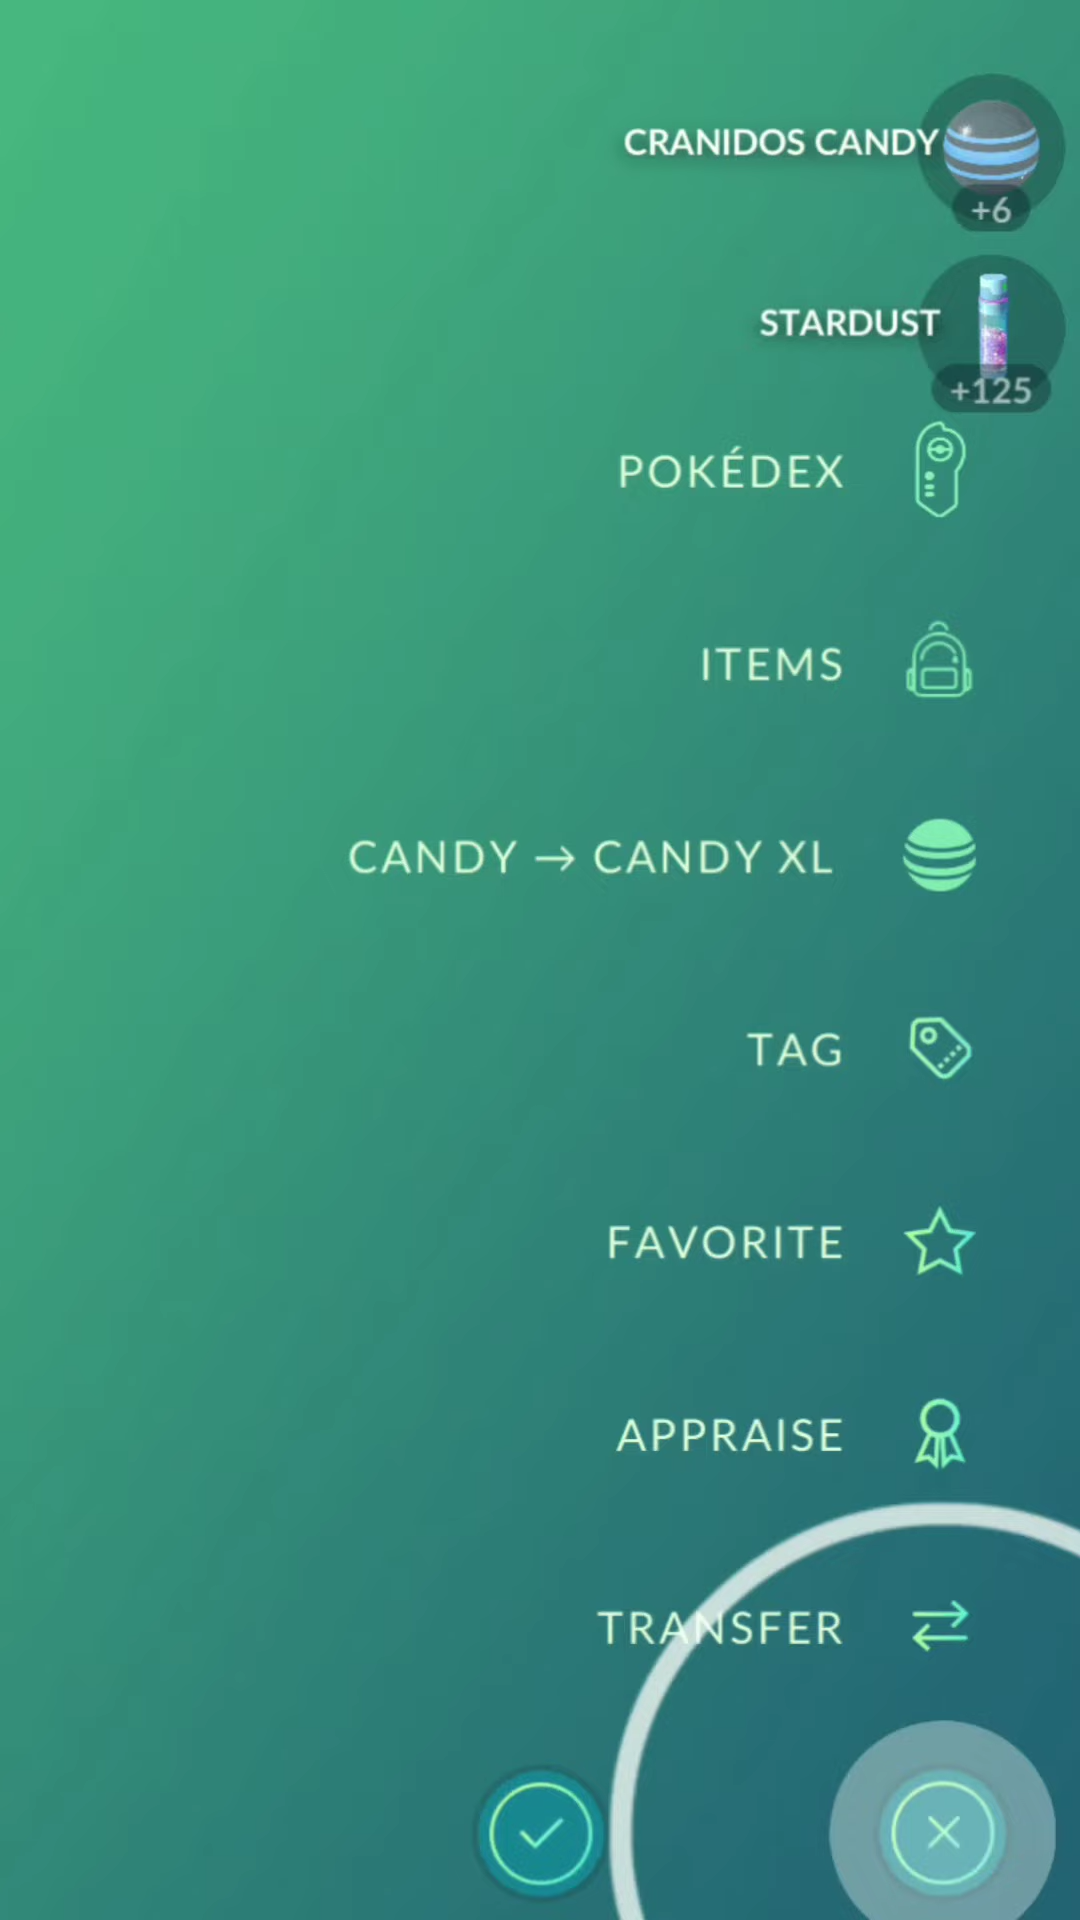 CRANIDOS CANDY
+6
STARDUST
+125
POKÉDEX
ITEMS
CANDY → CANDY XL
TAG
FAVORITE
APPRAISE
TRANSFER